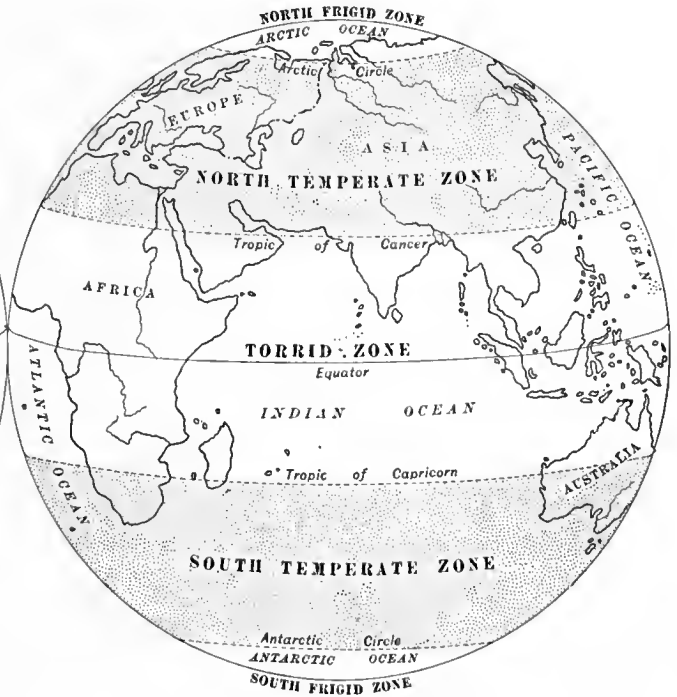 NORTH FRIGID ZONE
ARCTIC OCEAN
Arctic Circle
EUROPE
ASIA
PACIFIC OCEAN
NORTH TEMPERATE ZONE
Tropic of Cancer
AFRICA
TORRID ZONE
Equator
ATLANTIC OCEAN
INDIAN OCEAN
Tropic of Capricorn
AUSTRALIA
SOUTH TEMPERATE ZONE
Antarctic Circle
ANTARCTIC OCEAN
SOUTH FRIGID ZONE